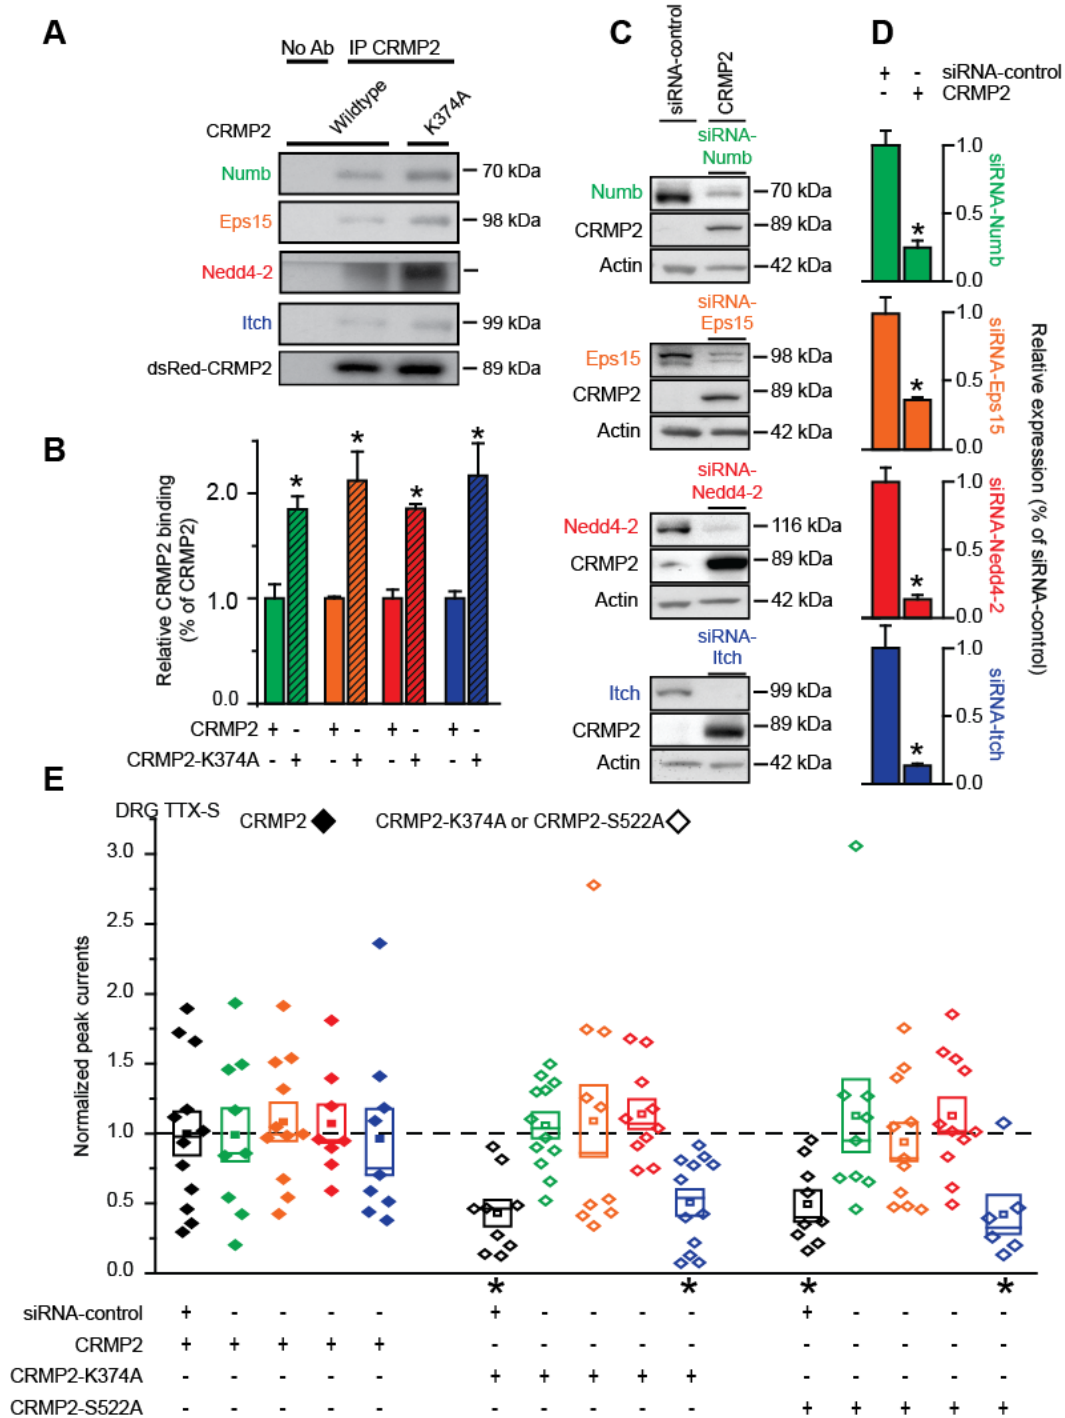 A
No Ab IP CRMP2
CRMP2 Wildtype K374A
Numb 70 kDa
Eps15 98 kDa
Nedd4-2
Itch 99 kDa
dsRed-CRMP2 89 kDa
B
Relative CRMP2 binding
(% of CRMP2)
2.0
1.0
0.0
* * * *
CRMP2 + - + - + - + -
CRMP2-K374A - + - + - + - +
C
siRNA-control
CRMP2
siRNA-
Numb
Numb 70 kDa
CRMP2 89 kDa
Actin 42 kDa
siRNA-
Eps15
Eps15 98 kDa
CRMP2 89 kDa
Actin 42 kDa
siRNA-
Nedd4-2
Nedd4-2 116 kDa
CRMP2 89 kDa
Actin 42 kDa
siRNA-
Itch
Itch 99 kDa
CRMP2 89 kDa
Actin 42 kDa
D
+ - siRNA-control
- + CRMP2
1.0
0.5
0.0
*
siRNA-Numb
1.0
0.5
0.0
*
siRNA-Eps15
1.0
0.5
0.0
*
siRNA-Nedd4-2
1.0
0.5
0.0
*
siRNA-Itch
Relative expression (% of siRNA-control)
E
DRG TTX-S
CRMP2 CRMP2-K374A or CRMP2-S522A
Normalized peak currents
3.0
2.5
2.0
1.5
1.0
0.5
0.0
* * * *
siRNA-control + - - - - + - - - - + - - - -
CRMP2 + + + + + - - - - - - - - - -
CRMP2-K374A - - - - - + + + + + - - - - -
CRMP2-S522A - - - - - - - - - - + + + + +